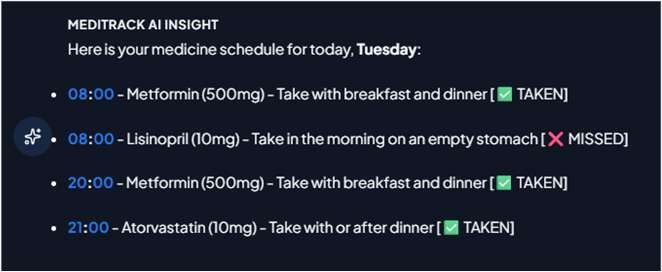 MEDITRACK AI INSIGHT
Here is your medicine schedule for today, Tuesday:
• 08:00 - Metformin (500mg) - Take with breakfast and dinner [✅ TAKEN]
• 08:00 - Lisinopril (10mg) - Take in the morning on an empty stomach [❌ MISSED]
• 20:00 - Metformin (500mg) - Take with breakfast and dinner [✅ TAKEN]
• 21:00 - Atorvastatin (10mg) - Take with or after dinner [✅ TAKEN]